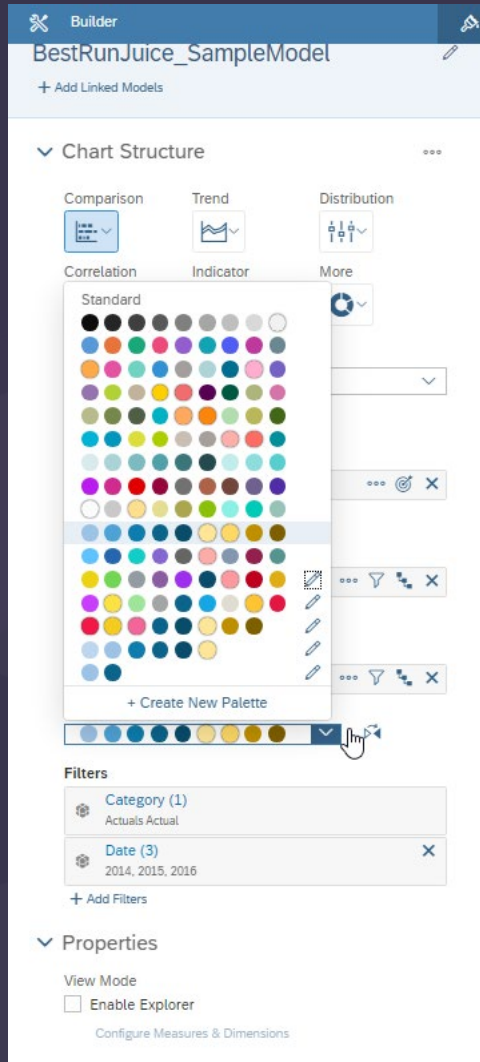 Builder
BestRunJuice_SampleModel
+ Add Linked Models
Chart Structure
Comparison Trend Distribution
Correlation Indicator More
Standard
+ Create New Palette
Filters
Category (1)
Actuals Actual
Date (3)
2014, 2015, 2016
+ Add Filters
Properties
View Mode
Enable Explorer
Configure Measures & Dimensions